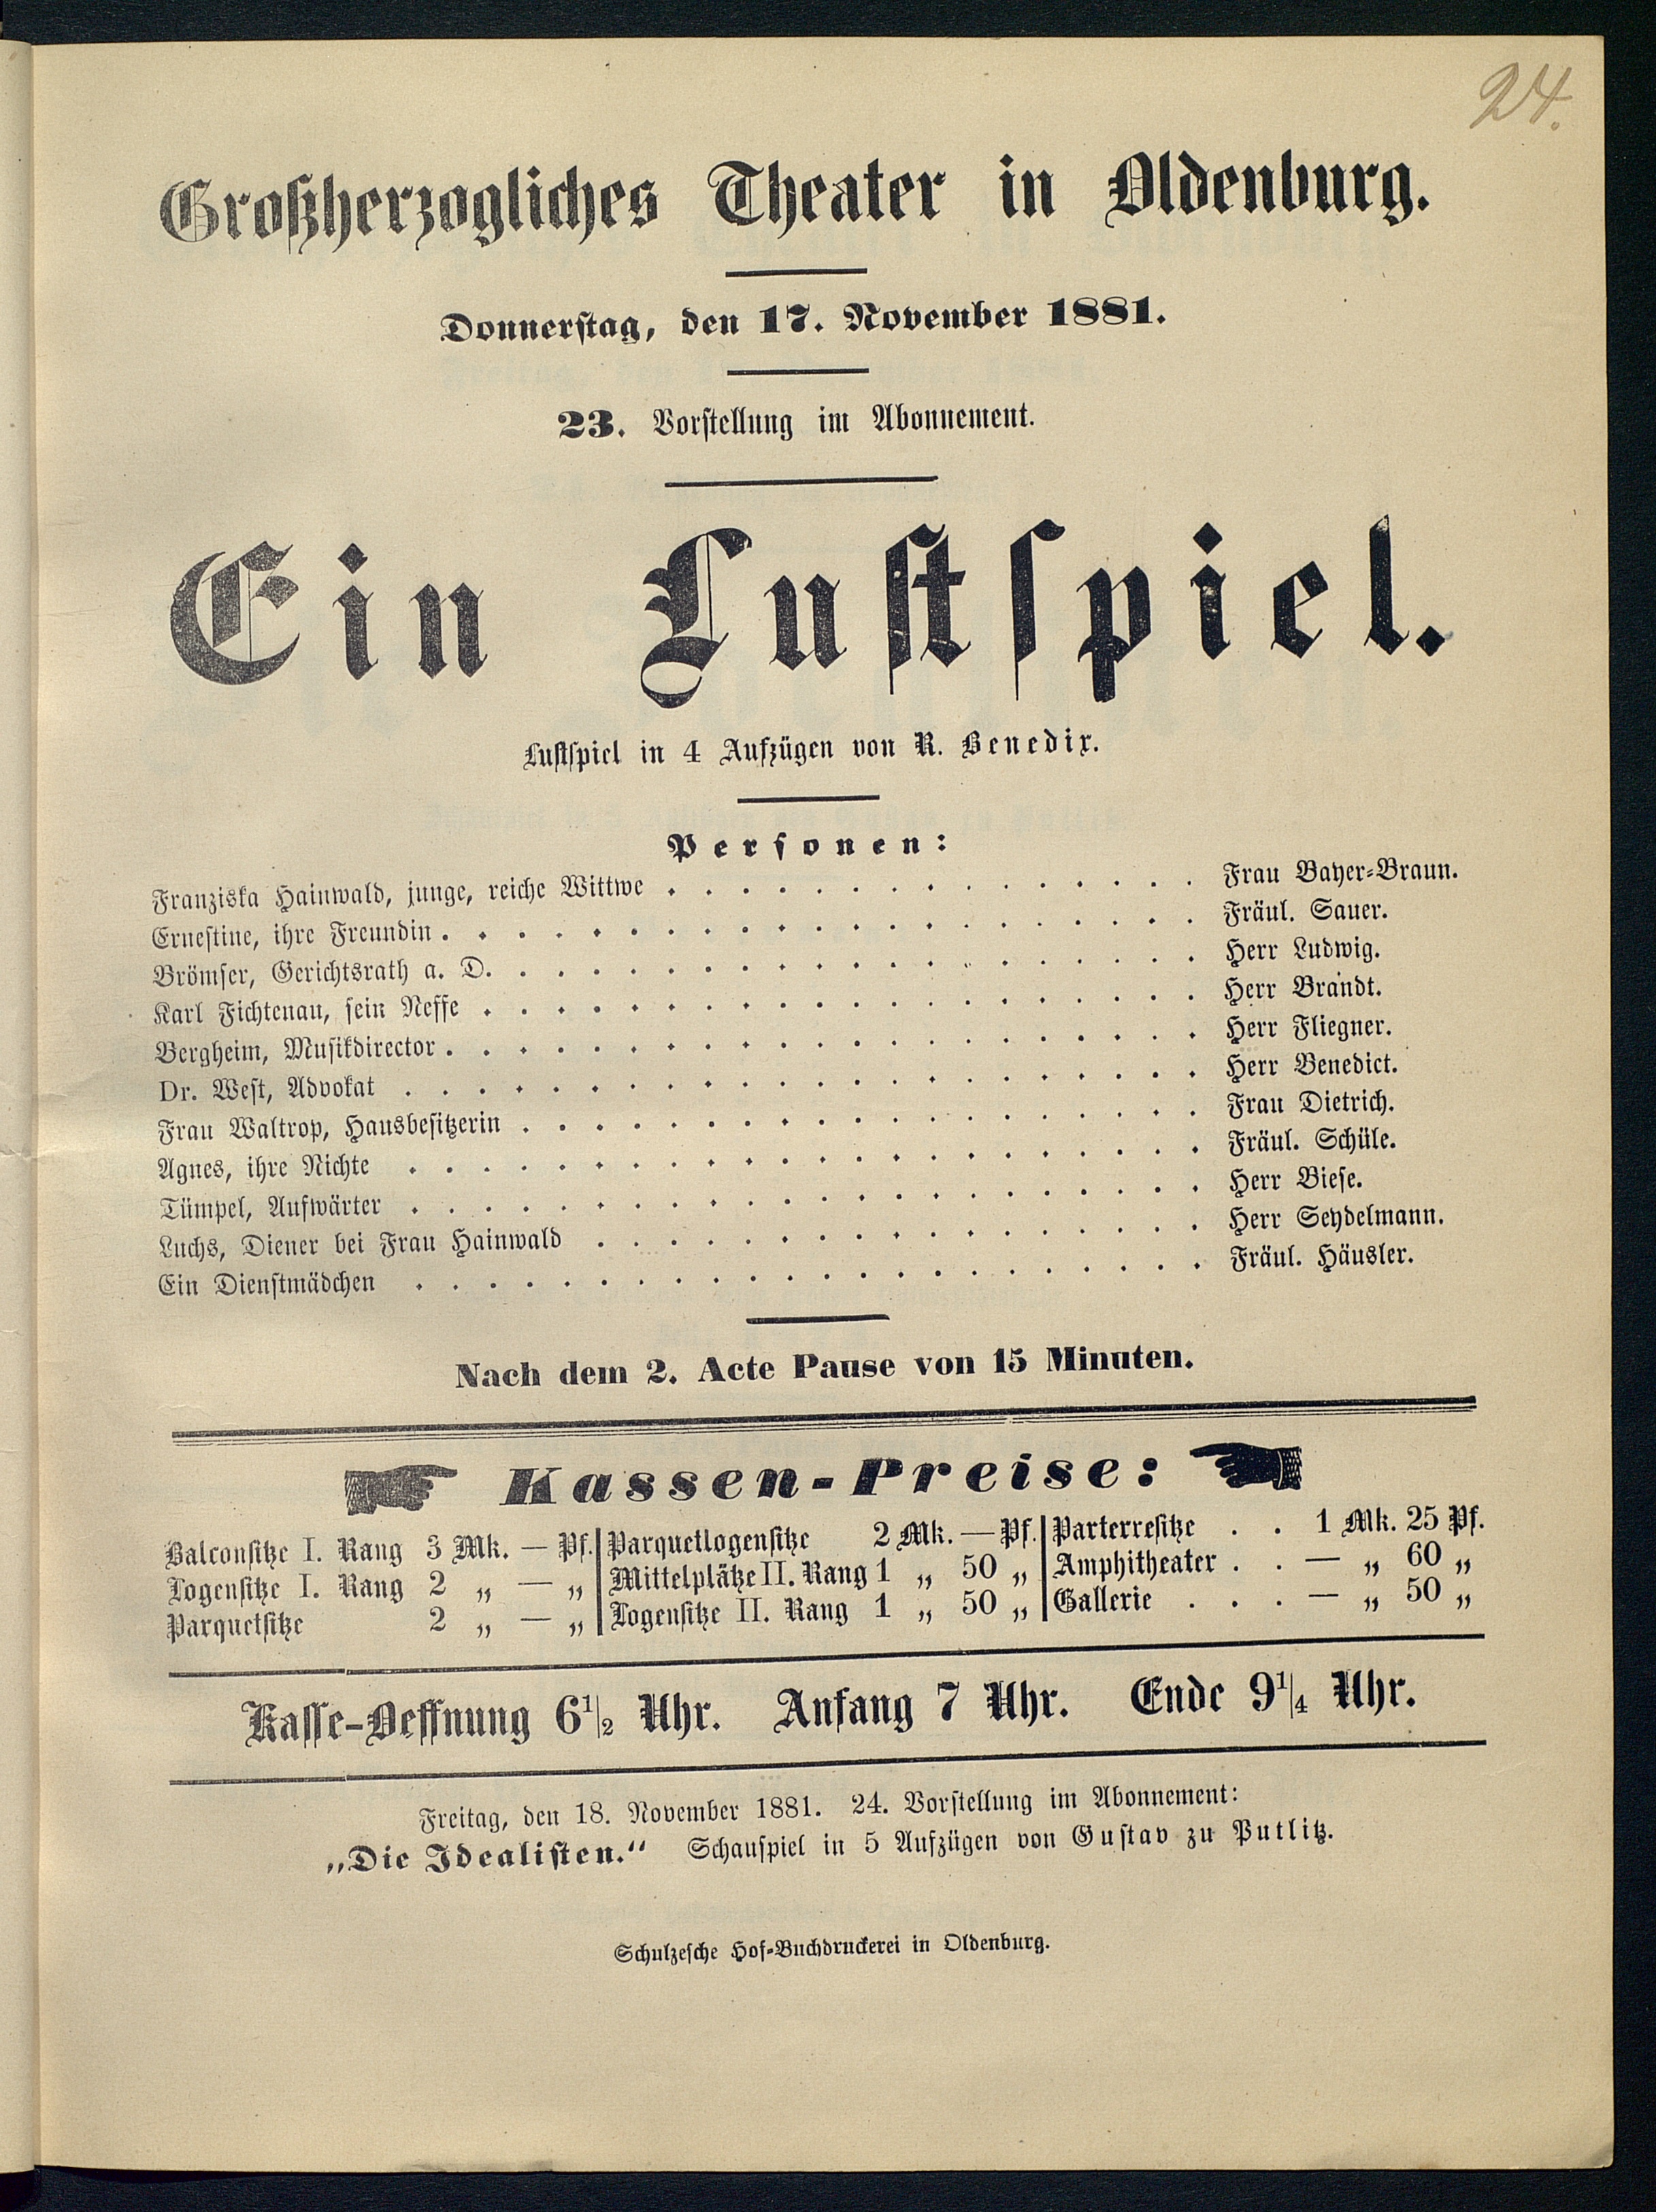 24.
Großherzogliches Theater in Oldenburg.
Donnerstag, den 17. November 1881.
23. Vorstellung im Abonnement.
Ein Lustspiel.
Lustspiel in 4 Aufzügen von R. Benedix.
Personen:
Franziska Hainwald, junge, reiche Wittwe . . . . . . . . . . . . . . . Frau Bayer-Braun.
Ernestine, ihre Freundin . . . . . . . . . . . . . . . . . . . . . Fräul. Sauer.
Brömser, Gerichtsrath a. D. . . . . . . . . . . . . . . . . . . . Herr Ludwig.
Karl Fichtenau, sein Neffe . . . . . . . . . . . . . . . . . . . . Herr Brandt.
Bergheim, Musikdirector . . . . . . . . . . . . . . . . . . . . . Herr Fliegner.
Dr. West, Advokat . . . . . . . . . . . . . . . . . . . . . . Herr Benedict.
Frau Waltrop, Hausbesitzerin . . . . . . . . . . . . . . . . . . . Frau Dietrich.
Agnes, ihre Nichte . . . . . . . . . . . . . . . . . . . . . . Fräul. Schüle.
Tümpel, Aufwärter . . . . . . . . . . . . . . . . . . . . . . Herr Biese.
Luchs, Diener bei Frau Hainwald . . . . . . . . . . . . . . . . . Herr Seydelmann.
Ein Dienstmädchen . . . . . . . . . . . . . . . . . . . . . . Fräul. Häusler.
Nach dem 2. Acte Pause von 15 Minuten.
Kassen-Preise:
Balconsitze I. Rang 3 Mk. — Pf. Parquetlogensitze 2 Mk. — Pf. Parterresitze . . 1 Mk. 25 Pf.
Logensitze I. Rang 2 „ — „ Mittelplätze II. Rang 1 „ 50 „ Amphitheater . . — „ 60 „
Parquetsitze 2 „ — „ Logensitze II. Rang 1 „ 50 „ Gallerie . . . — „ 50 „
Kasse-Oeffnung 6½ Uhr. Anfang 7 Uhr. Ende 9¼ Uhr.
Freitag, den 18. November 1881. 24. Vorstellung im Abonnement:
„Die Idealisten.“ Schauspiel in 5 Aufzügen von Gustav zu Putlitz.
Schulzesche Hof-Buchdruckerei in Oldenburg.